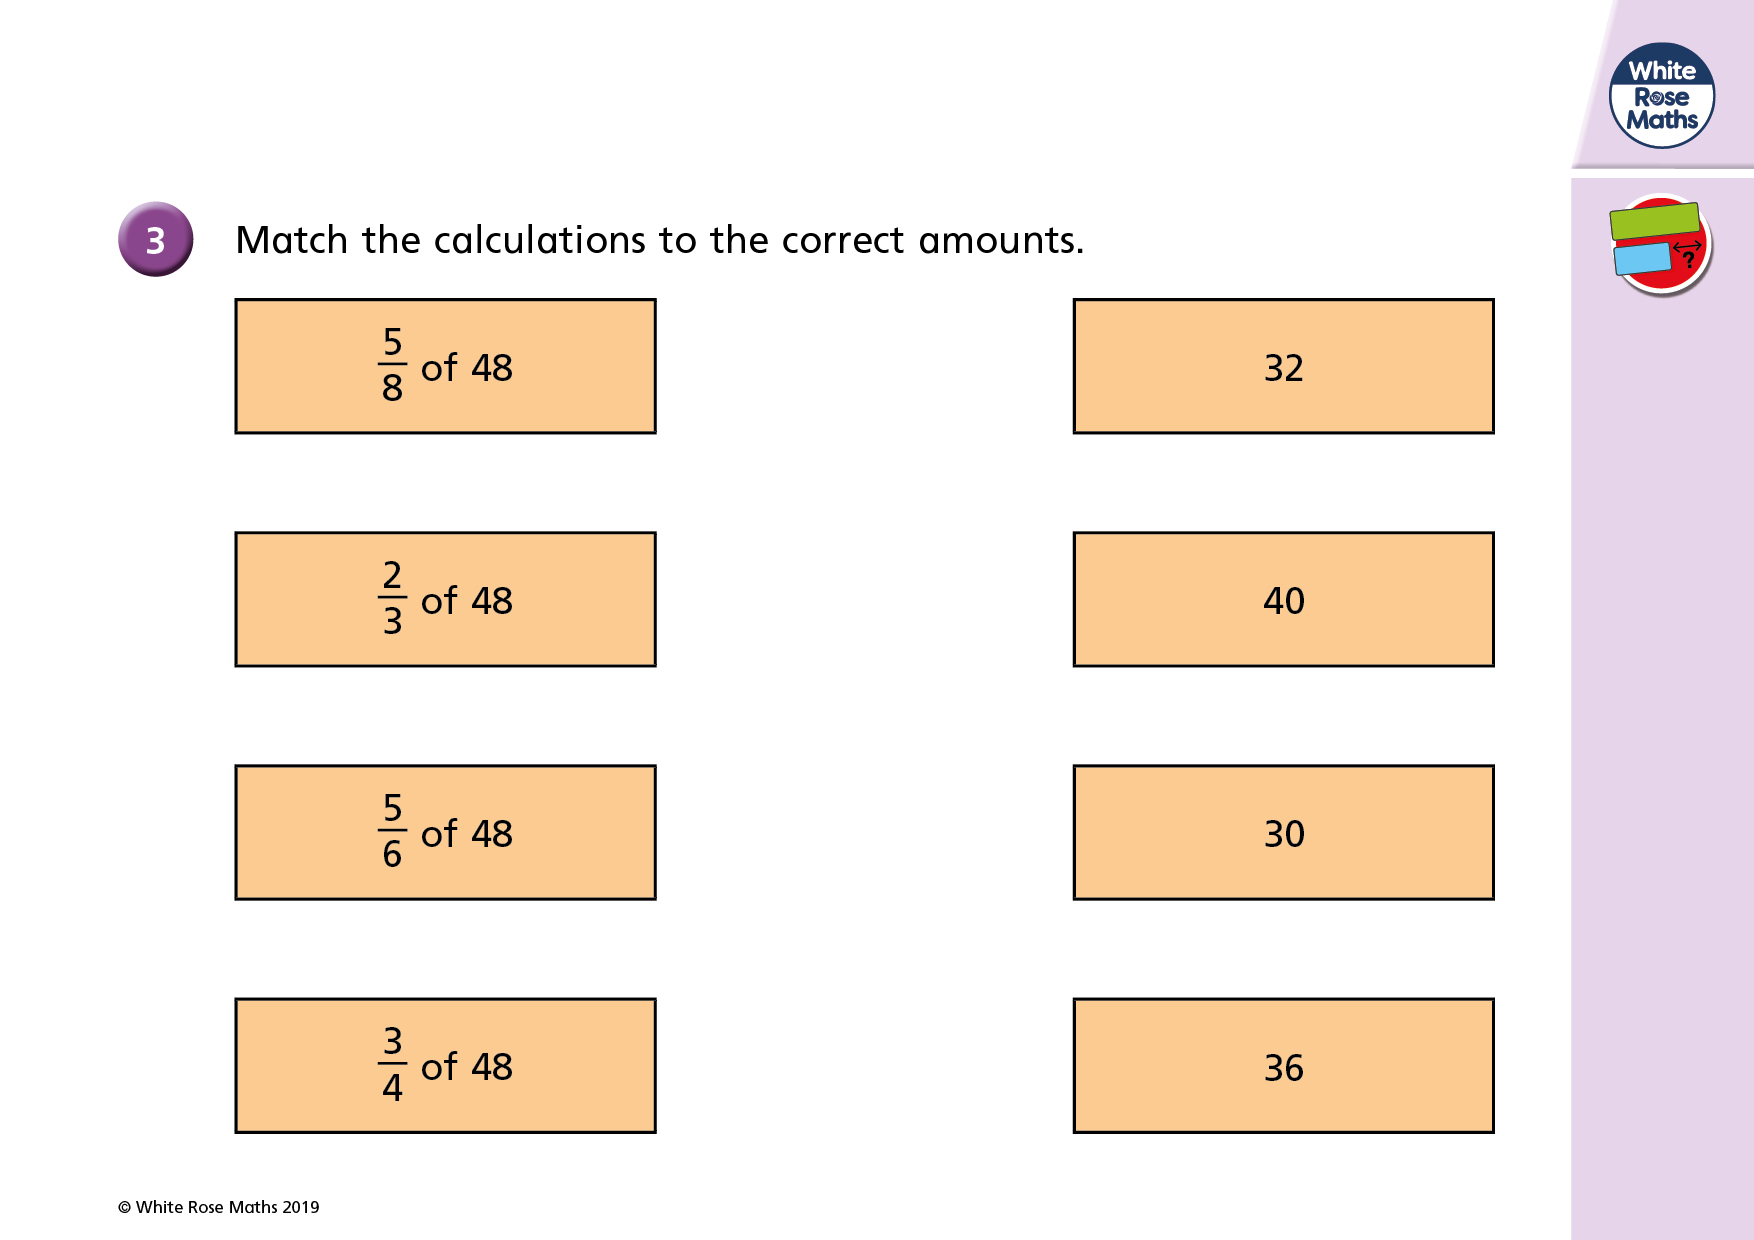 White
Rose
Maths
3 Match the calculations to the correct amounts.
5/8 of 48
32
2/3 of 48
40
5/6 of 48
30
3/4 of 48
36
?
© White Rose Maths 2019